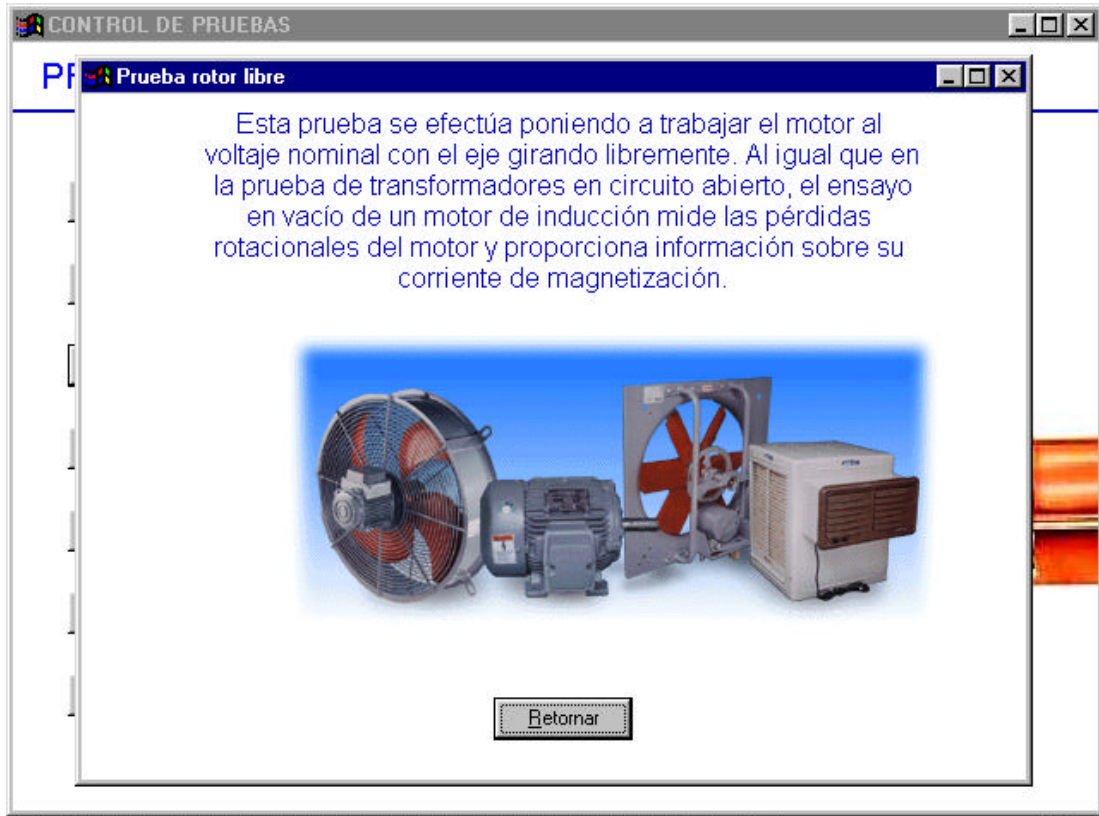 CONTROL DE PRUEBAS
Prueba rotor libre
Esta prueba se efectúa poniendo a trabajar el motor al
voltaje nominal con el eje girando libremente. Al igual que en
la prueba de transformadores en circuito abierto, el ensayo
en vacío de un motor de inducción mide las pérdidas
rotacionales del motor y proporciona información sobre su
corriente de magnetización.
Retornar